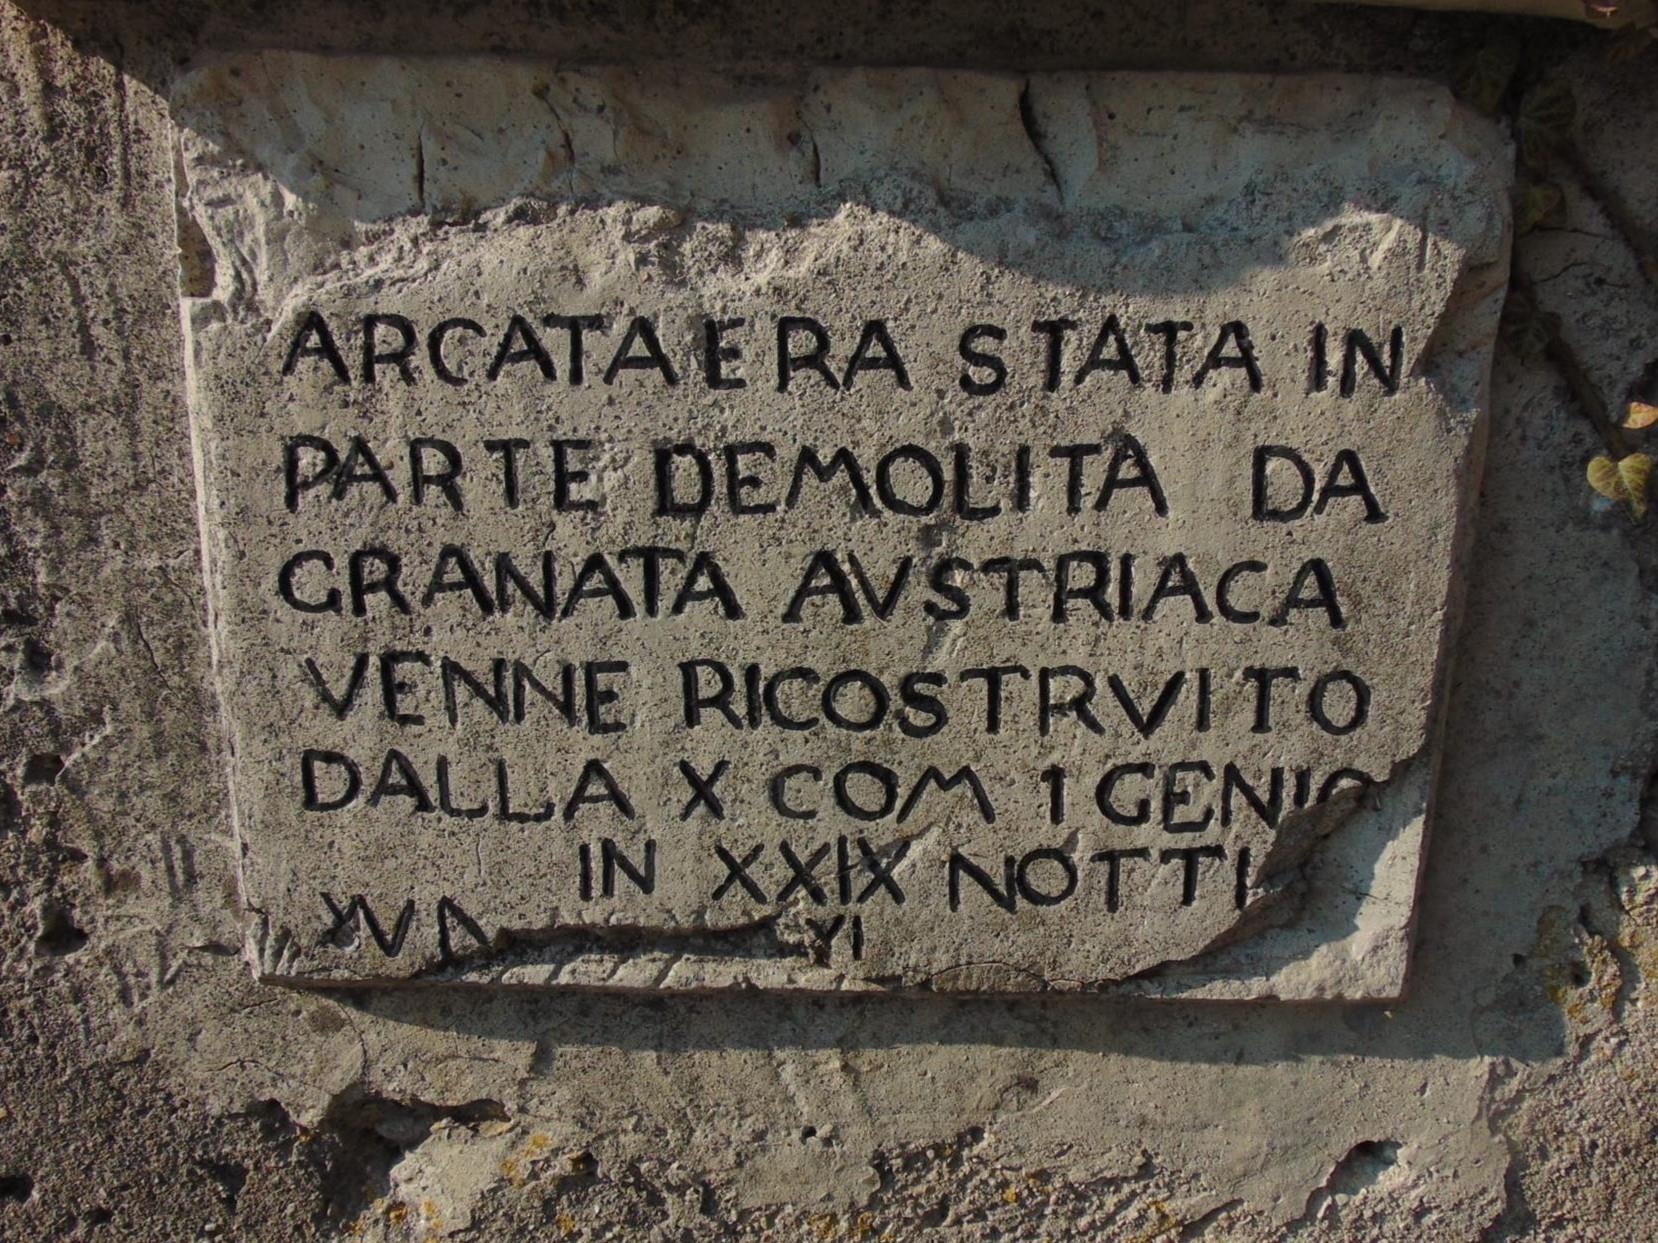 ARCATA ERA STATA IN
PARTE DEMOLITA DA
GRANATA AVSTRIACA
VENNE RICOSTRVITO
DALLA X COM 1 GENIO
IN XXIX NOTTI